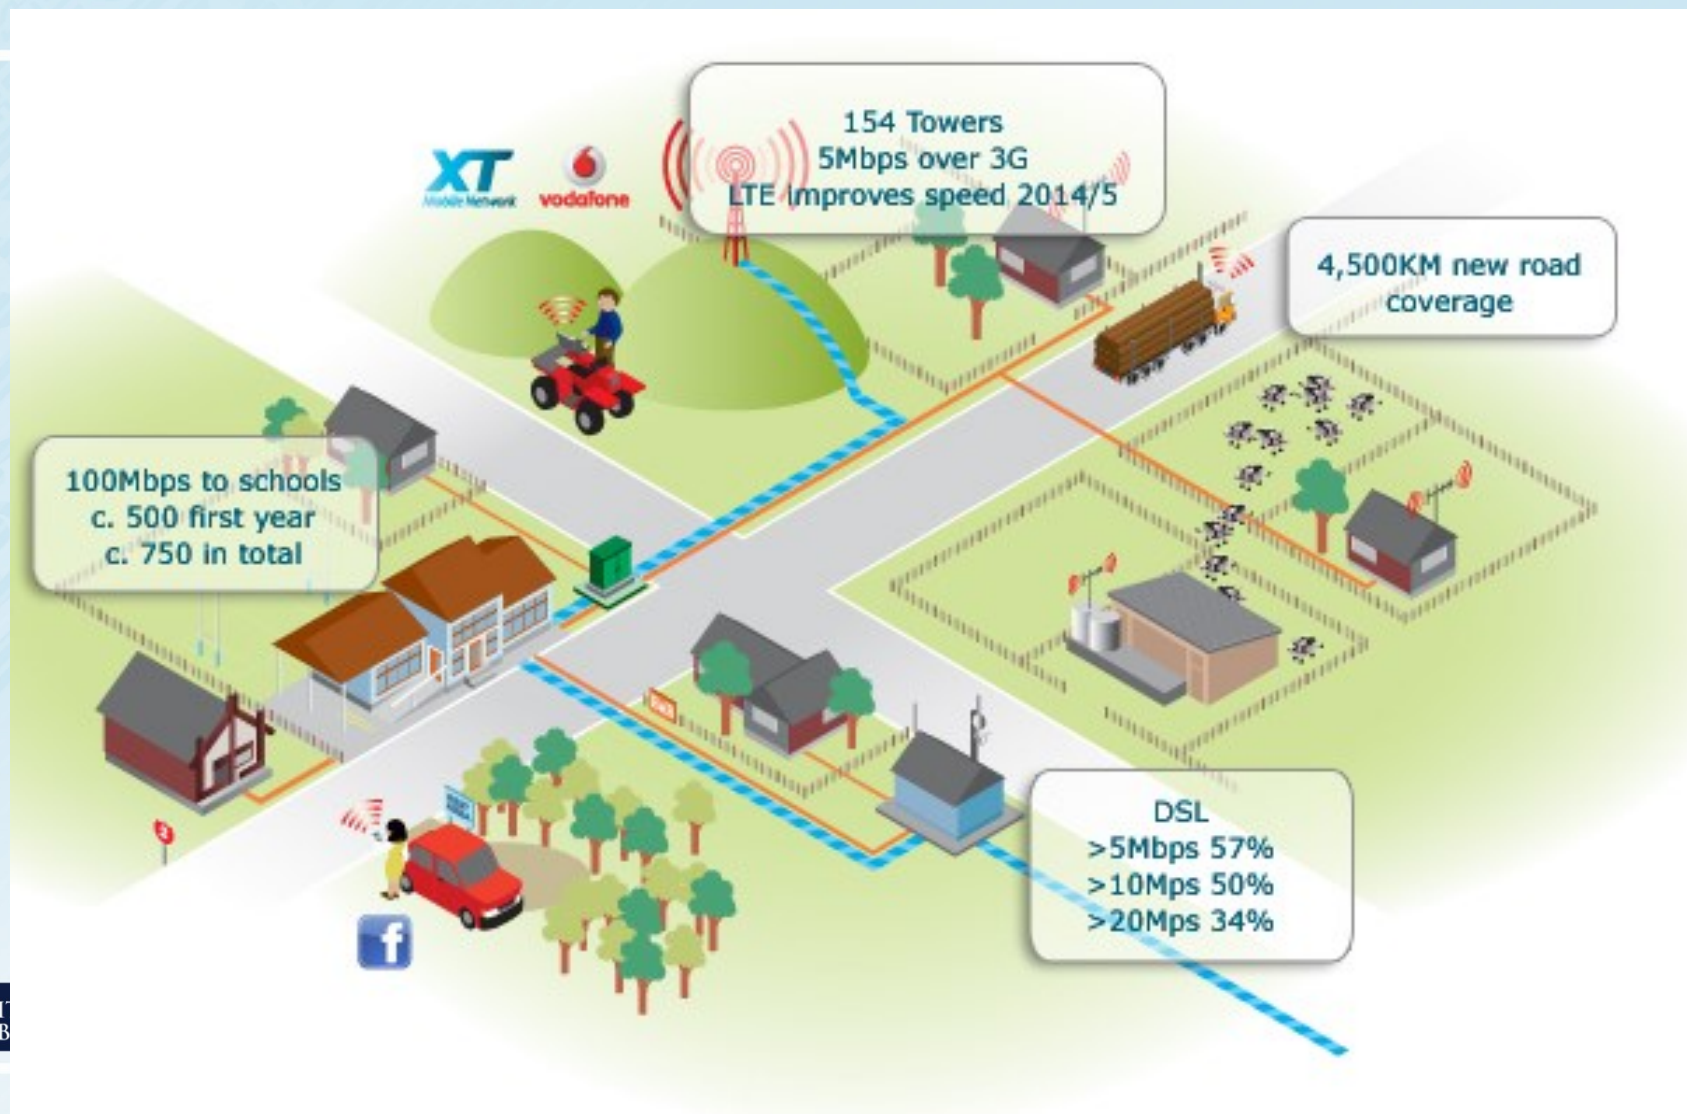 XT
Mobile Network
vodafone
154 Towers
5Mbps over 3G
LTE improves speed 2014/5
4,500KM new road
coverage
100Mbps to schools
c. 500 first year
c. 750 in total
2
f
DSL
>5Mbps 57%
>10Mps 50%
>20Mps 34%